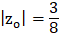 |z₀| = 3/8